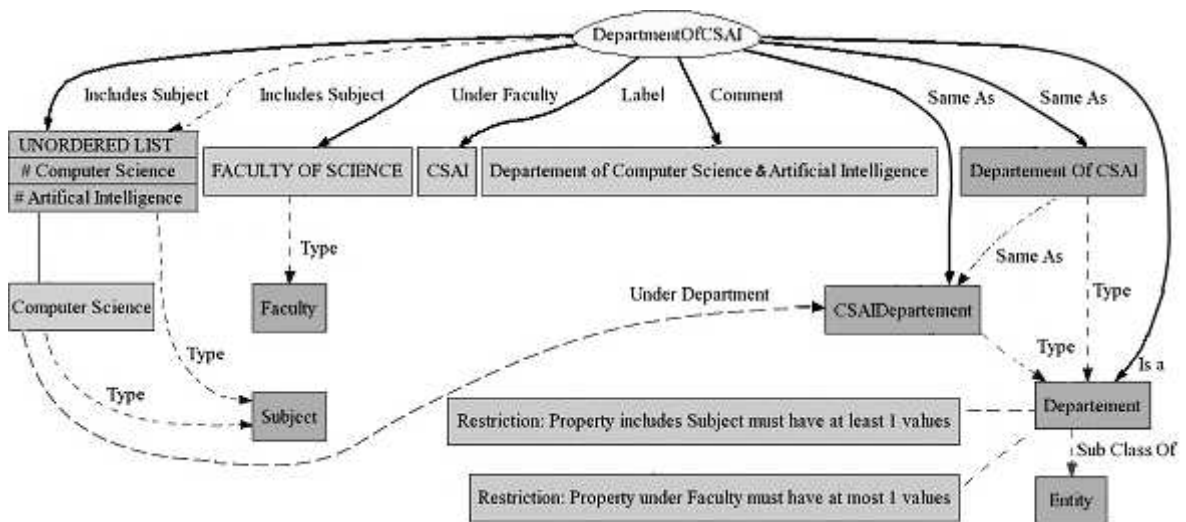 DepartmentOfCSAI
Includes Subject
Includes Subject
Under Faculty
Label
Comment
Same As
Same As
UNORDERED LIST
# Computer Science
# Artifical Intelligence
FACULTY OF SCIENCE
CSAI
Departement of Computer Science & Artificial Intelligence
Departement Of CSAI
Type
Same As
Computer Science
Faculty
Under Department
CSAIDepartement
Type
Type
Type
Type
Is a
Subject
Restriction: Property includes Subject must have at least 1 values
Departement
Sub Class Of
Restriction: Property under Faculty must have at most 1 values
Entity